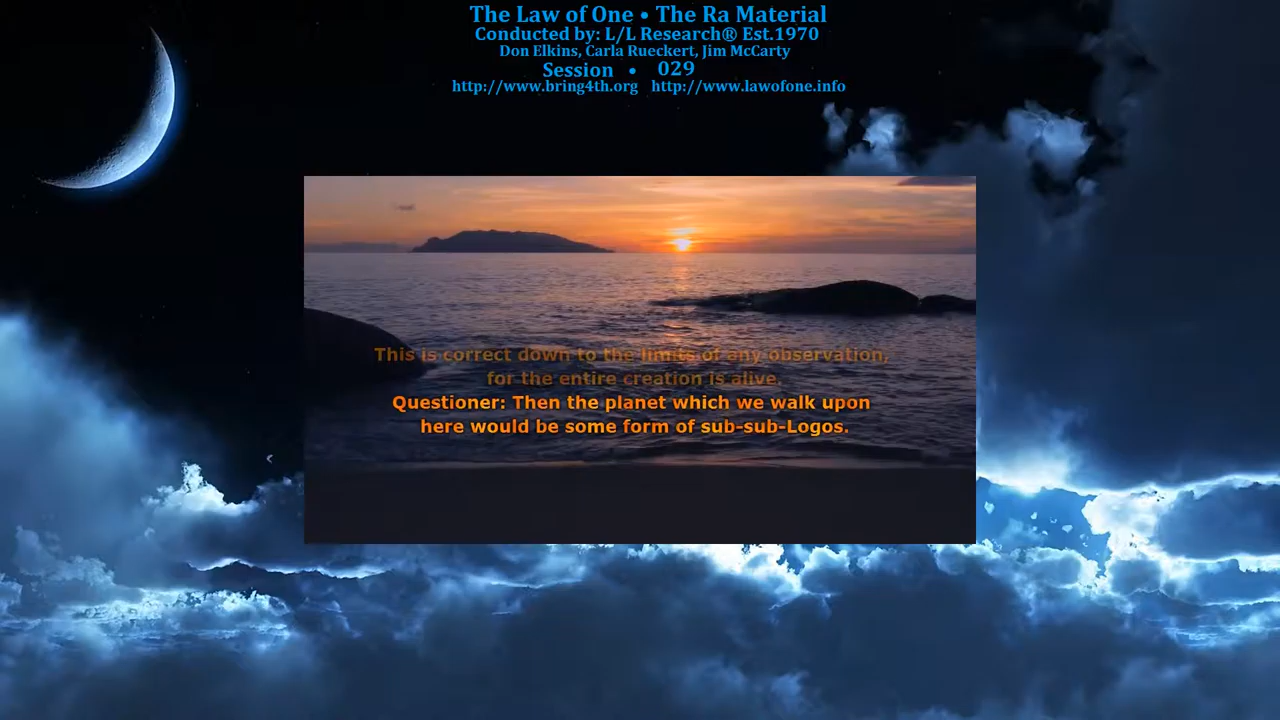 The Law of One • The Ra Material
Conducted by: L/L Research® Est.1970
Don Elkins, Carla Rueckert, Jim McCarty
Session • 029
http://www.bring4th.org http://www.lawofone.info
This is correct down to the limits of any observation,
for the entire creation is alive.
Questioner: Then the planet which we walk upon
here would be some form of sub-sub-Logos.